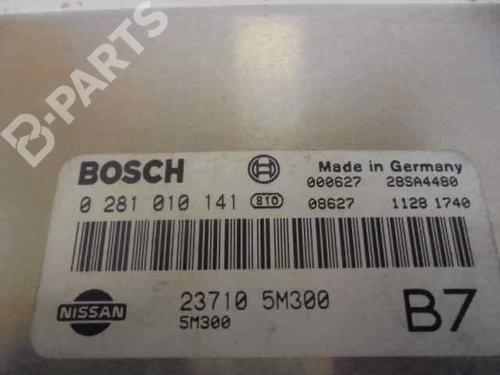 B-PARTS
BOSCH
Made in Germany
000627 28SA4480
0 281 010 141 810 08627 1128 1740
NISSAN
23710 5M300
5M300
B7